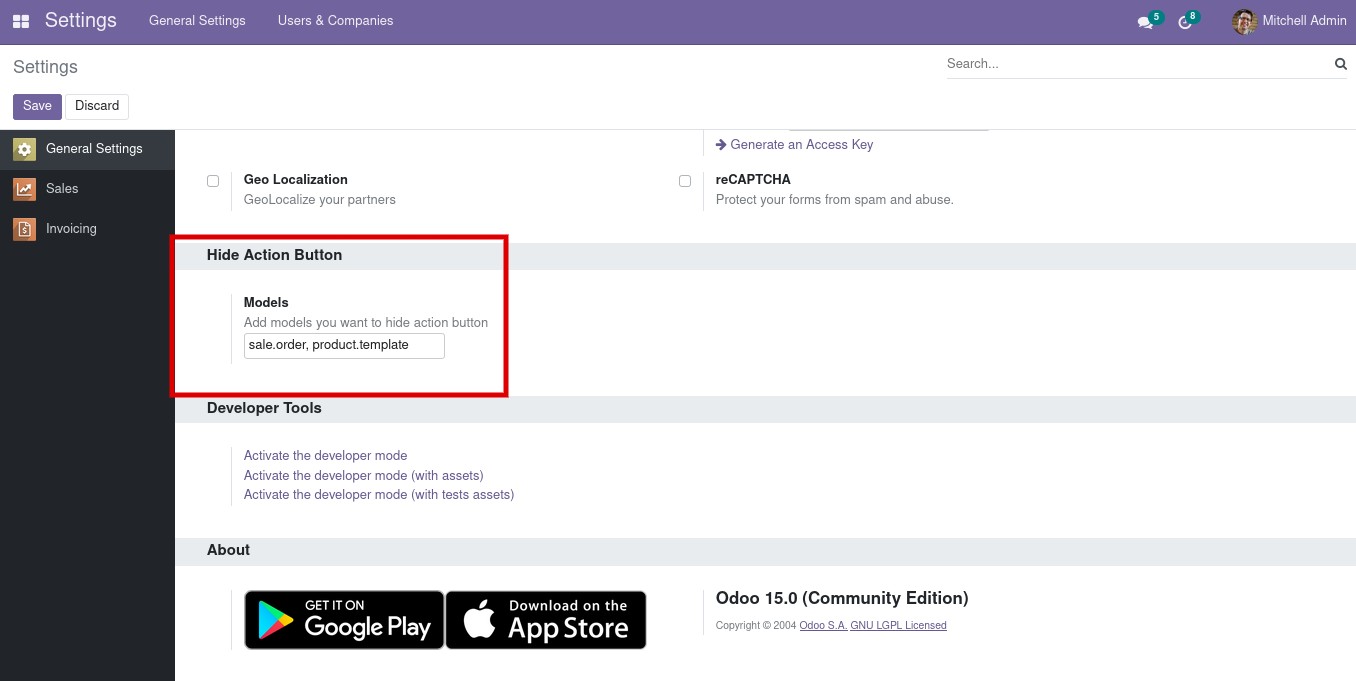 Settings General Settings Users & Companies 5 8 Mitchell Admin
Settings
Search...
Save Discard
General Settings
Sales
Invoicing
Generate an Access Key
Geo Localization
GeoLocalize your partners
reCAPTCHA
Protect your forms from spam and abuse.
Hide Action Button
Models
Add models you want to hide action button
sale.order, product.template
Developer Tools
Activate the developer mode
Activate the developer mode (with assets)
Activate the developer mode (with tests assets)
About
GET IT ON
Google Play
Download on the
App Store
Odoo 15.0 (Community Edition)
Copyright © 2004 Odoo S.A. GNU LGPL Licensed